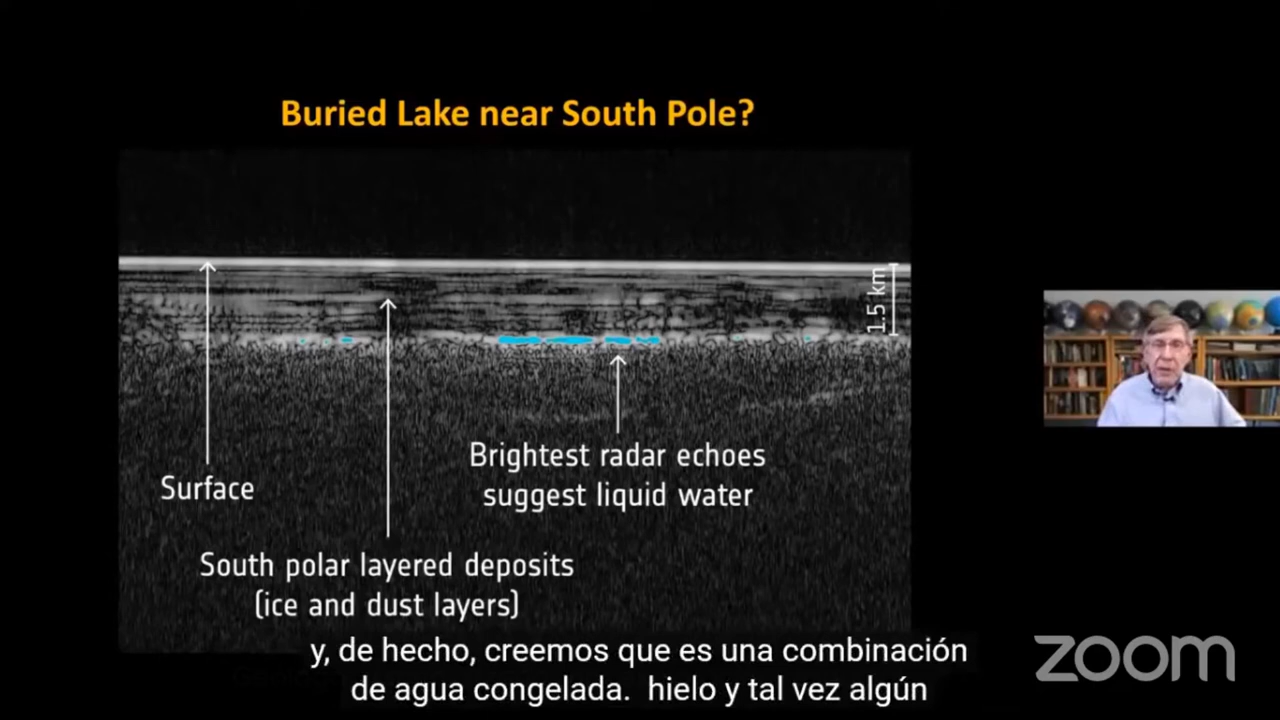 Buried Lake near South Pole?
1.5 km
Brightest radar echoes
suggest liquid water
Surface
South polar layered deposits
(ice and dust layers)
y, de hecho, creemos que es una combinación
de agua congelada. hielo y tal vez algún
zoom